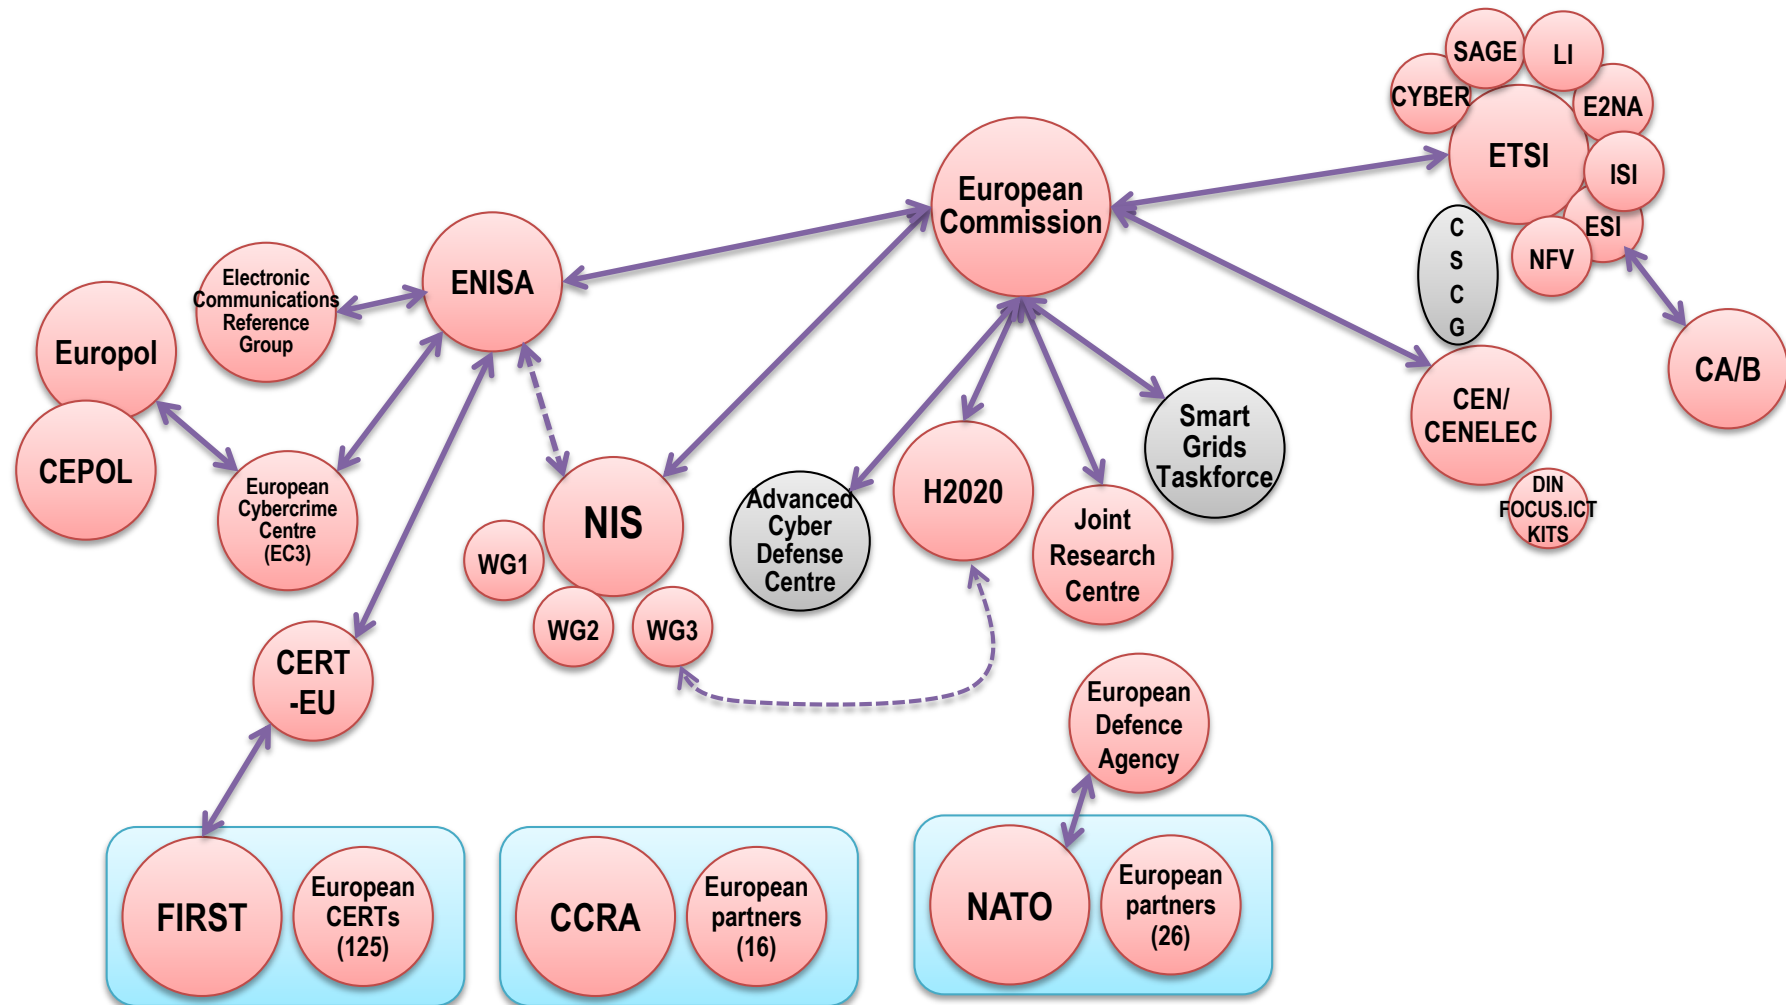 SAGE
LI
CYBER
E2NA
ETSI
ISI
ESI
NFV
C
S
C
G
European
Commission
ENISA
Electronic
Communications
Reference
Group
Europol
CEPOL
European
Cybercrime
Centre
(EC3)
CA/B
CEN/
CENELEC
DIN
FOCUS.ICT
KITS
Smart
Grids
Taskforce
H2020
Joint
Research
Centre
Advanced
Cyber
Defense
Centre
NIS
WG1
WG2
WG3
CERT
-EU
European
Defence
Agency
FIRST
European
CERTs
(125)
CCRA
European
partners
(16)
NATO
European
partners
(26)